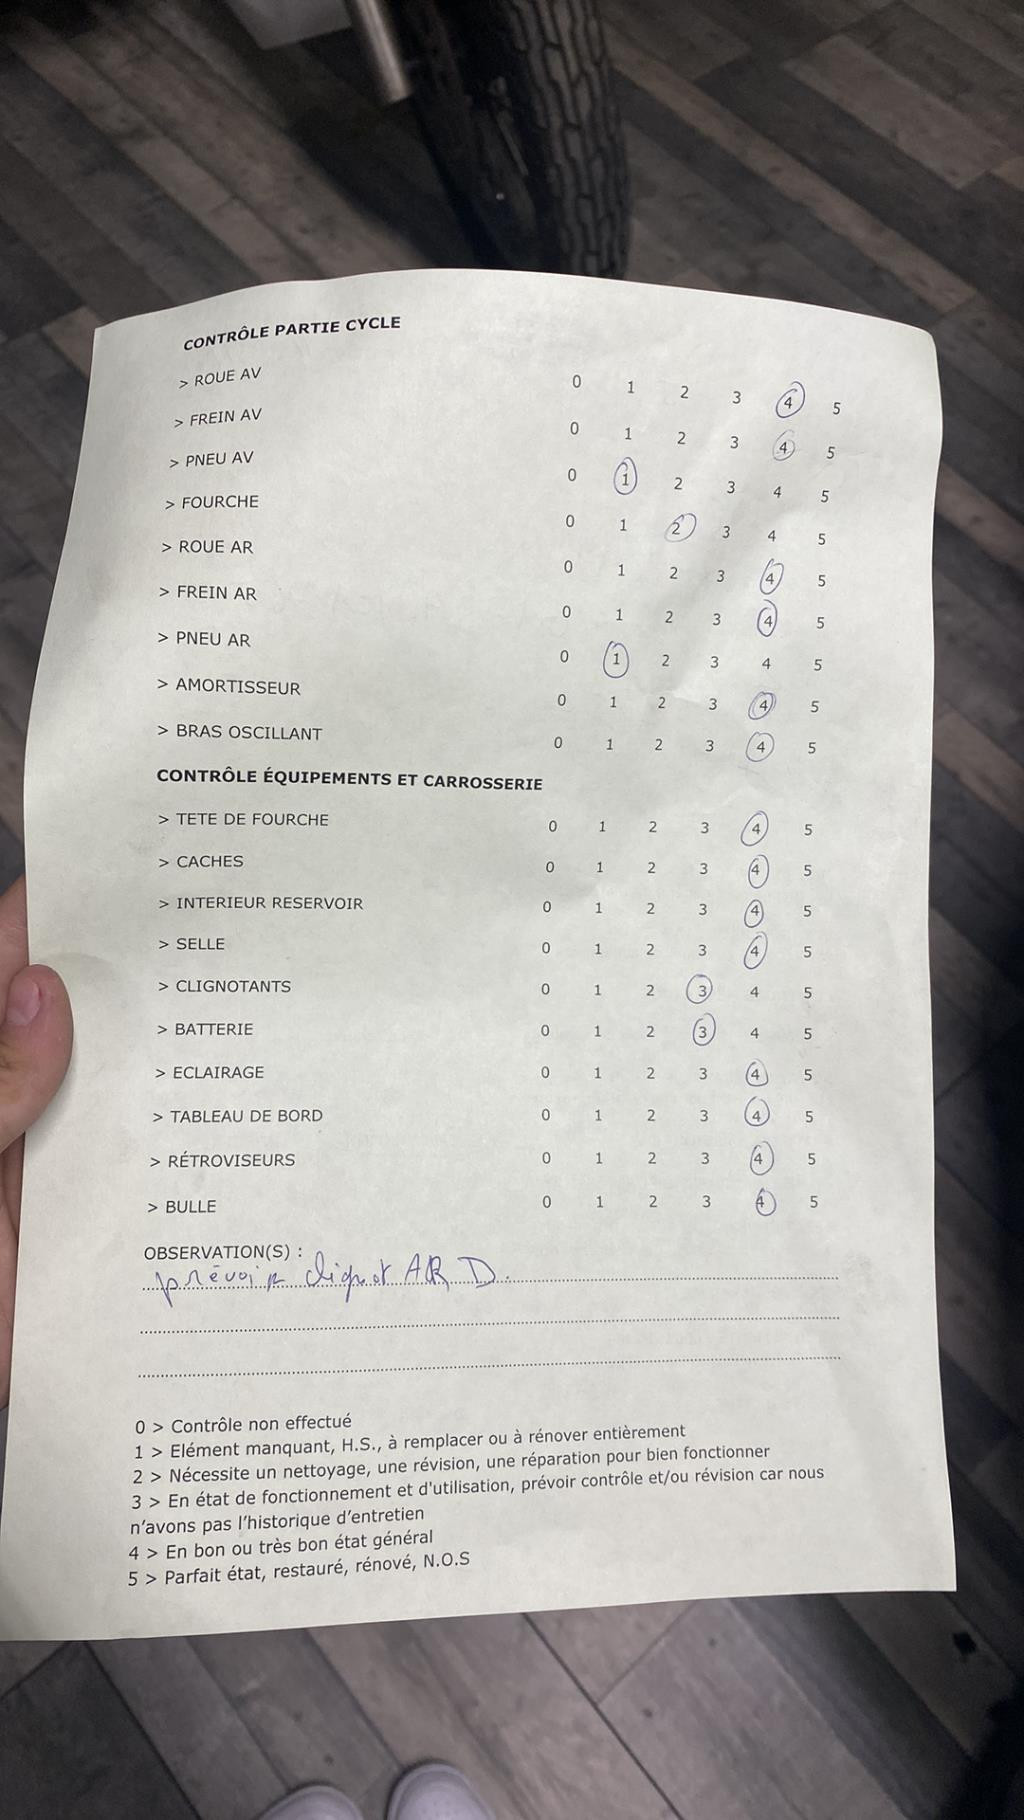 CONTRÔLE PARTIE CYCLE
> ROUE AV 0 1 2 3 4 5
> FREIN AV 0 1 2 3 4 5
> PNEU AV 0 1 2 3 4 5
> FOURCHE 0 1 2 3 4 5
> ROUE AR 0 1 2 3 4 5
> FREIN AR 0 1 2 3 4 5
> PNEU AR 0 1 2 3 4 5
> AMORTISSEUR 0 1 2 3 4 5
> BRAS OSCILLANT 0 1 2 3 4 5
CONTRÔLE ÉQUIPEMENTS ET CARROSSERIE
> TETE DE FOURCHE 0 1 2 3 4 5
> CACHES 0 1 2 3 4 5
> INTERIEUR RESERVOIR 0 1 2 3 4 5
> SELLE 0 1 2 3 4 5
> CLIGNOTANTS 0 1 2 3 4 5
> BATTERIE 0 1 2 3 4 5
> ECLAIRAGE 0 1 2 3 4 5
> TABLEAU DE BORD 0 1 2 3 4 5
> RÉTROVISEURS 0 1 2 3 4 5
> BULLE 0 1 2 3 4 5
OBSERVATION(S) :
prévoir clignot AR D.
0 > Contrôle non effectué
1 > Elément manquant, H.S., à remplacer ou à rénover entièrement
2 > Nécessite un nettoyage, une révision, une réparation pour bien fonctionner
3 > En état de fonctionnement et d'utilisation, prévoir contrôle et/ou révision car nous
n'avons pas l'historique d'entretien
4 > En bon ou très bon état général
5 > Parfait état, restauré, rénové, N.O.S